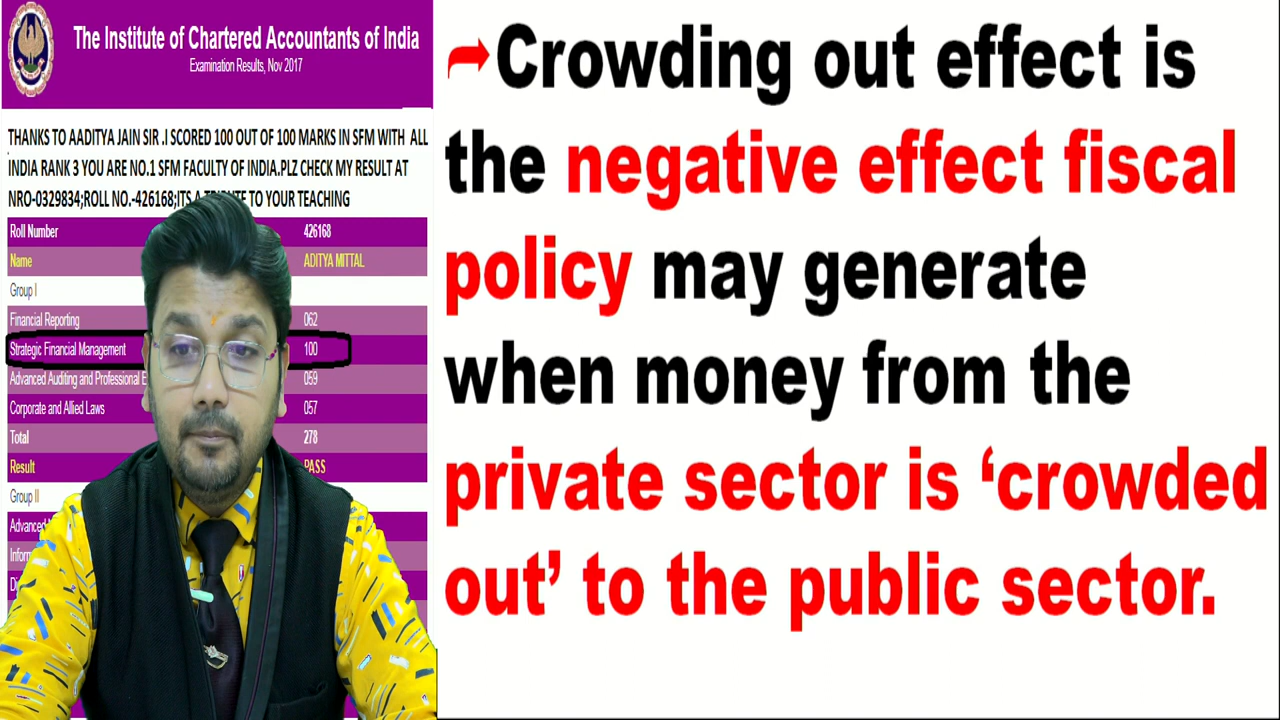 The Institute of Chartered Accountants of India
Examination Results, Nov 2017
THANKS TO AADITYA JAIN SIR .I SCORED 100 OUT OF 100 MARKS IN SFM WITH ALL
INDIA RANK 3 YOU ARE NO.1 SFM FACULTY OF INDIA.PLZ CHECK MY RESULT AT
NRO-0329834;ROLL NO.-426168;ITS A TRIBUTE TO YOUR TEACHING
Roll Number 426168
Name ADITYA MITTAL
Group I
Financial Reporting 062
Strategic Financial Management 100
Advanced Auditing and Professional 059
Corporate and Allied Laws 057
Total 278
Result PASS
Group II
➦Crowding out effect is
the negative effect fiscal
policy may generate
when money from the
private sector is ‘crowded
out’ to the public sector.